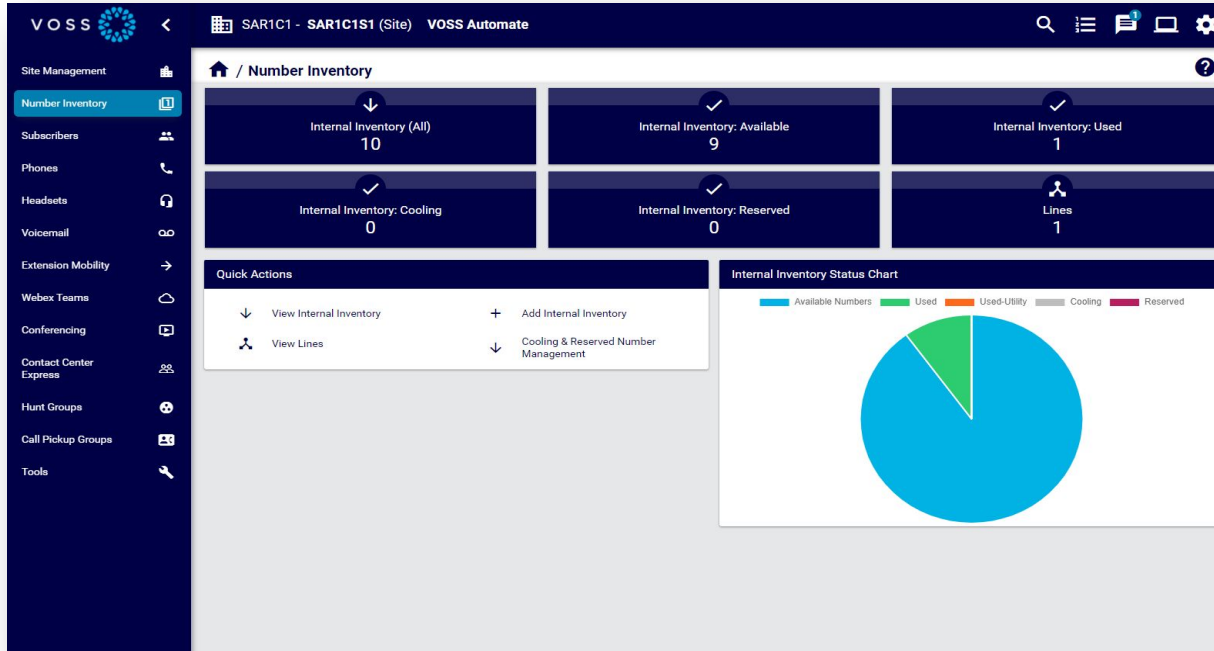 VOSS
SAR1C1 - SAR1C1S1 (Site) VOSS Automate
1
Site Management
Number Inventory
Subscribers
Phones
Headsets
Voicemail
Extension Mobility
Webex Teams
Conferencing
Contact Center
Express
Hunt Groups
Call Pickup Groups
Tools
/ Number Inventory
?
Internal Inventory (All)
10
Internal Inventory: Available
9
Internal Inventory: Used
1
Internal Inventory: Cooling
0
Internal Inventory: Reserved
0
Lines
1
Quick Actions
View Internal Inventory
Add Internal Inventory
View Lines
Cooling & Reserved Number
Management
Internal Inventory Status Chart
Available Numbers Used Used-Utility Cooling Reserved